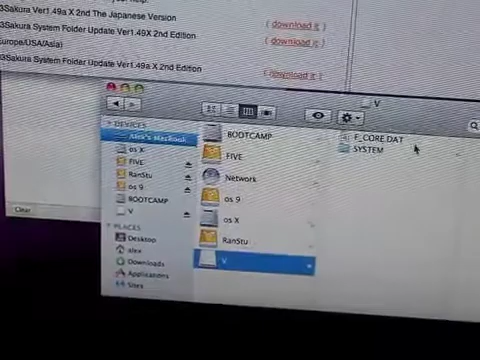 3Sakura Ver1.49a X 2nd The Japanese Version
( download it )
3Sakura System Folder Update Ver1.49X 2nd Edition
( download it )
Europe/USA/Asia)
3Sakura System Folder Update Ver1.49a X 2nd Edition
( download it )
V
DEVICES
Alex's MacBook
os X
FIVE
RanStu
os 9
BOOTCAMP
V
PLACES
Desktop
alex
Downloads
Applications
Sites
BOOTCAMP
FIVE
Network
os 9
os X
RanStu
V
F_CORE.DAT
SYSTEM
Clear